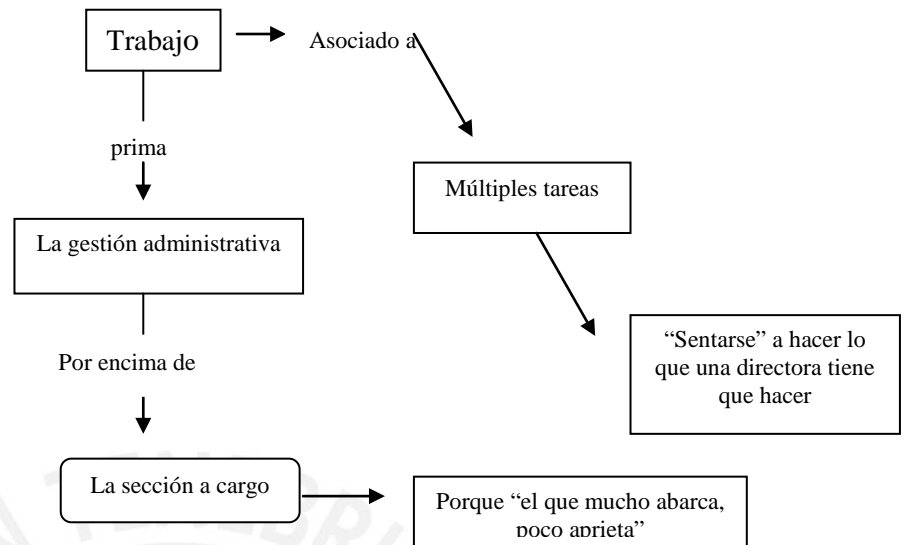 Trabajo
Asociado a
prima
Múltiples tareas
La gestión administrativa
“Sentarse” a hacer lo
que una directora tiene
que hacer
Por encima de
La sección a cargo
Porque “el que mucho abarca,
poco aprieta”